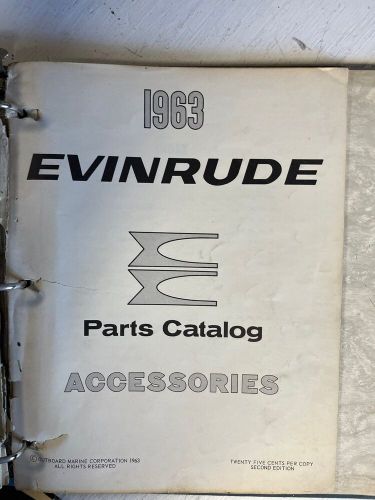 1963
EVINRUDE
Parts Catalog
ACCESSORIES
©OUTBOARD MARINE CORPORATION 1963
ALL RIGHTS RESERVED
TWENTY FIVE CENTS PER COPY
SECOND EDITION